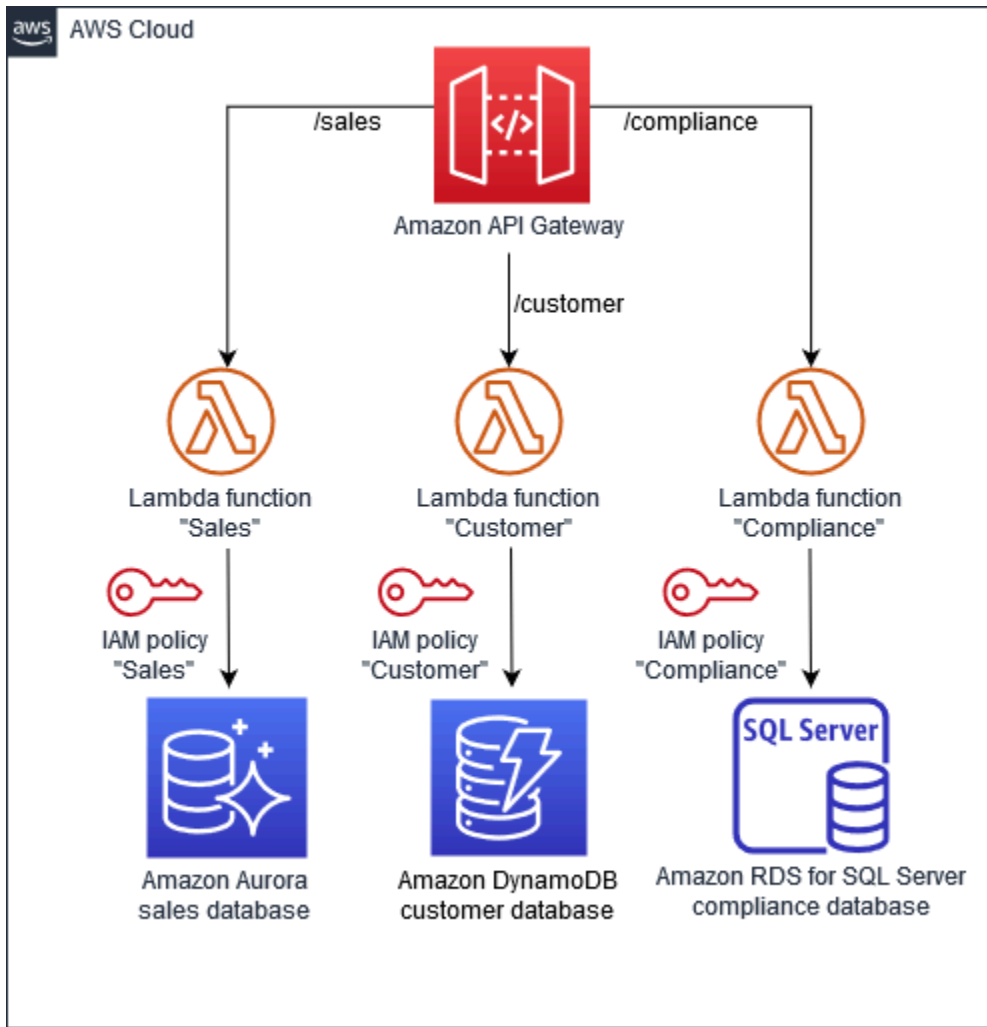 aws
AWS Cloud
/sales
/compliance
</>
Amazon API Gateway
/customer
Lambda function
"Sales"
Lambda function
"Customer"
Lambda function
"Compliance"
IAM policy
"Sales"
IAM policy
"Customer"
IAM policy
"Compliance"
SQL Server
Amazon Aurora
sales database
Amazon DynamoDB
customer database
Amazon RDS for SQL Server
compliance database